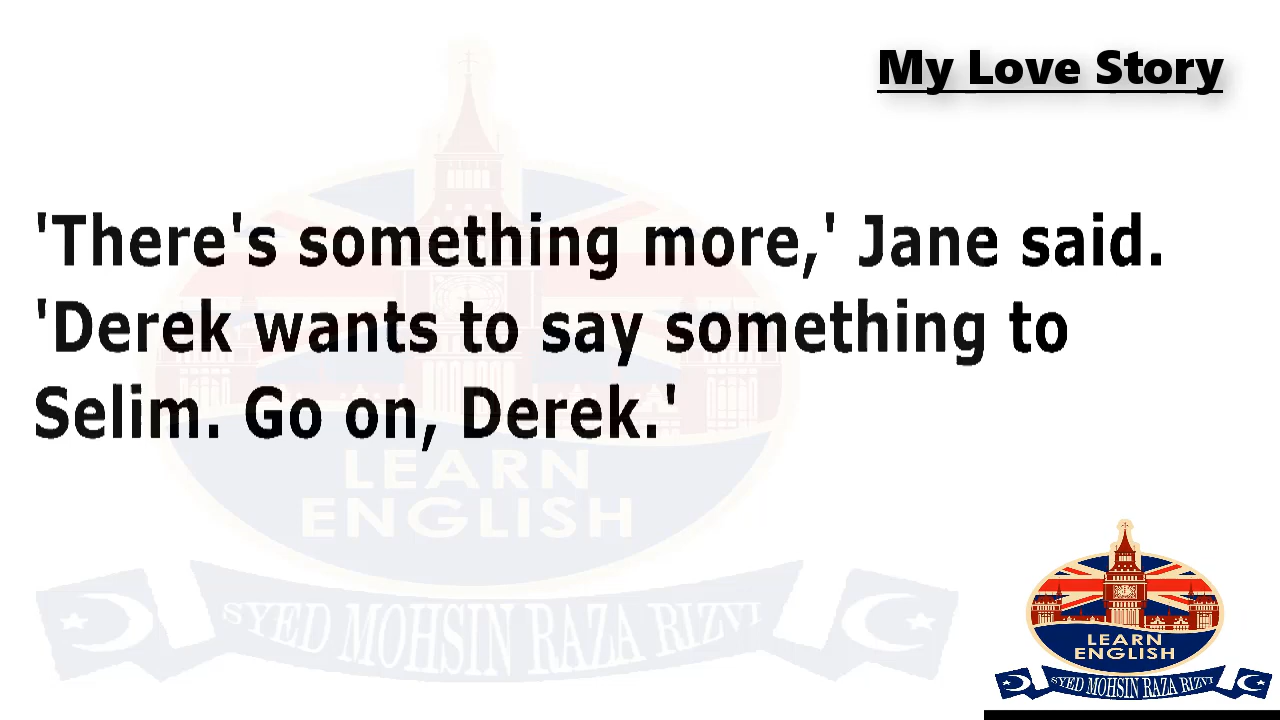 My Love Story
'There's something more,' Jane said.
'Derek wants to say something to
Selim. Go on, Derek.'
LEARN
ENGLISH
SYED MOHSIN RAZA RIZVI
LEARN
ENGLISH
SYED MOHSIN RAZA RIZVI